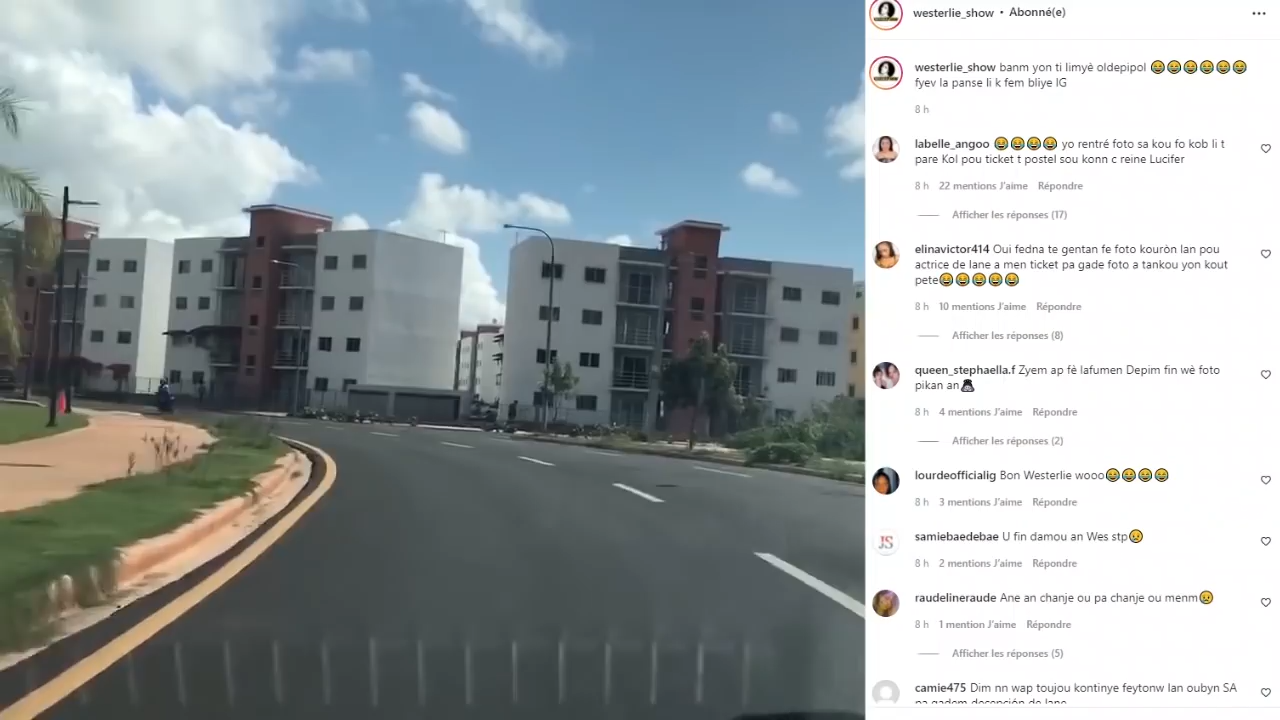 westerlie_show • Abonné(e)
westerlie_show banm yon ti limyè oldepipol 😂😂😂😂😂😂
fyev la panse li k fem bliye IG
8 h
labelle_angoo 😂😂😂😂 yo rentré foto sa kou fo kob li t
pare Kol pou ticket t postel sou konn c reine Lucifer
8 h 22 mentions J’aime Répondre
Afficher les réponses (17)
elinavictor414 Oui fedna te gentan fe foto kouròn lan pou
actrice de lane a men ticket pa gade foto a tankou yon kout
pete😂😂😂😂😂
8 h 10 mentions J’aime Répondre
Afficher les réponses (8)
queen_stephaella.f Zyem ap fè lafumen Depim fin wè foto
pikan an
8 h 4 mentions J’aime Répondre
Afficher les réponses (2)
lourdeofficialig Bon Westerlie wooo😂😂😂😂
8 h 3 mentions J’aime Répondre
JS
samiebaedebae U fin damou an Wes stp😣
8 h 2 mentions J’aime Répondre
raudelineraude Ane an chanje ou pa chanje ou menm😥
8 h 1 mention J’aime Répondre
Afficher les réponses (5)
camie475 Dim nn wap toujou kontinye feytonw lan oubyn SA
pa gadem decepción de lane